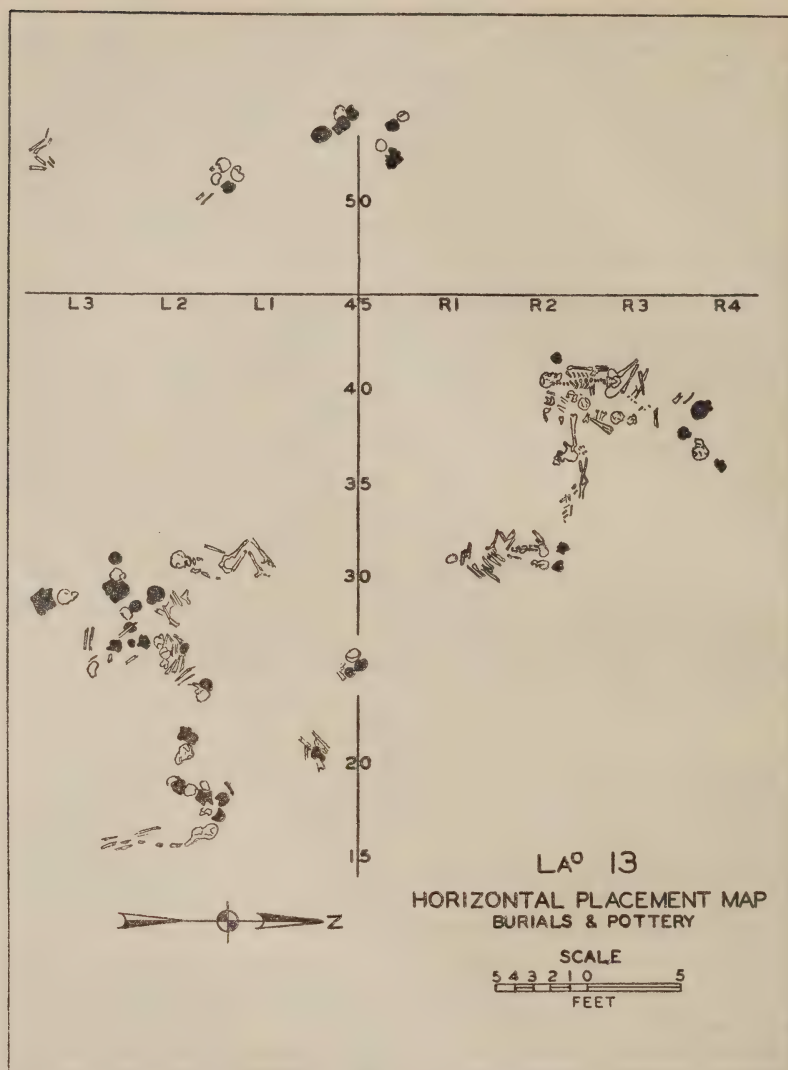 50
L3 L2 L1 45 R1 R2 R3 R4
40
35
30
20
15
Z
LAº 13
HORIZONTAL PLACEMENT MAP
BURIALS & POTTERY
SCALE
5 4 3 2 1 0 5
FEET